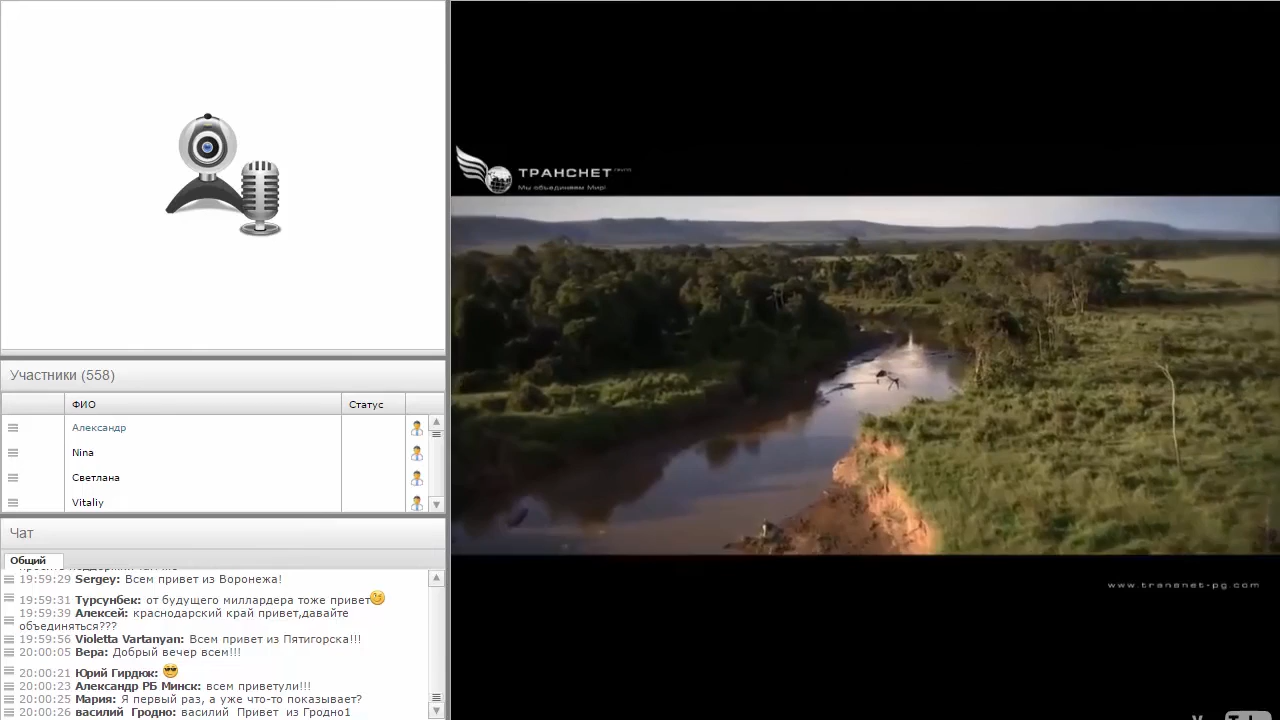 ТРАНСНЕТ ГРУПП
Мы объединяем Мир!
Участники (558)
ФИО
Статус
Александр
Nina
Светлана
Vitaliy
Чат
Общий
19:59:29 Sergey: Всем привет из Воронежа!
19:59:31 Турсунбек: от будущего миллардера тоже привет
19:59:39 Алексей: краснодарский край привет,давайте
объединяться???
19:59:56 Violetta Vartanyan: Всем привет из Пятигорска!!!
20:00:05 Вера: Добрый вечер всем!!!
20:00:21 Юрий Гирдюк:
20:00:23 Александр РБ Минск: всем приветули!!!
20:00:25 Мария: Я первый раз, а уже что-то показывает?
20:00:26 василий Гродно: василий Привет из Гродно1
www.transnet-pg.com